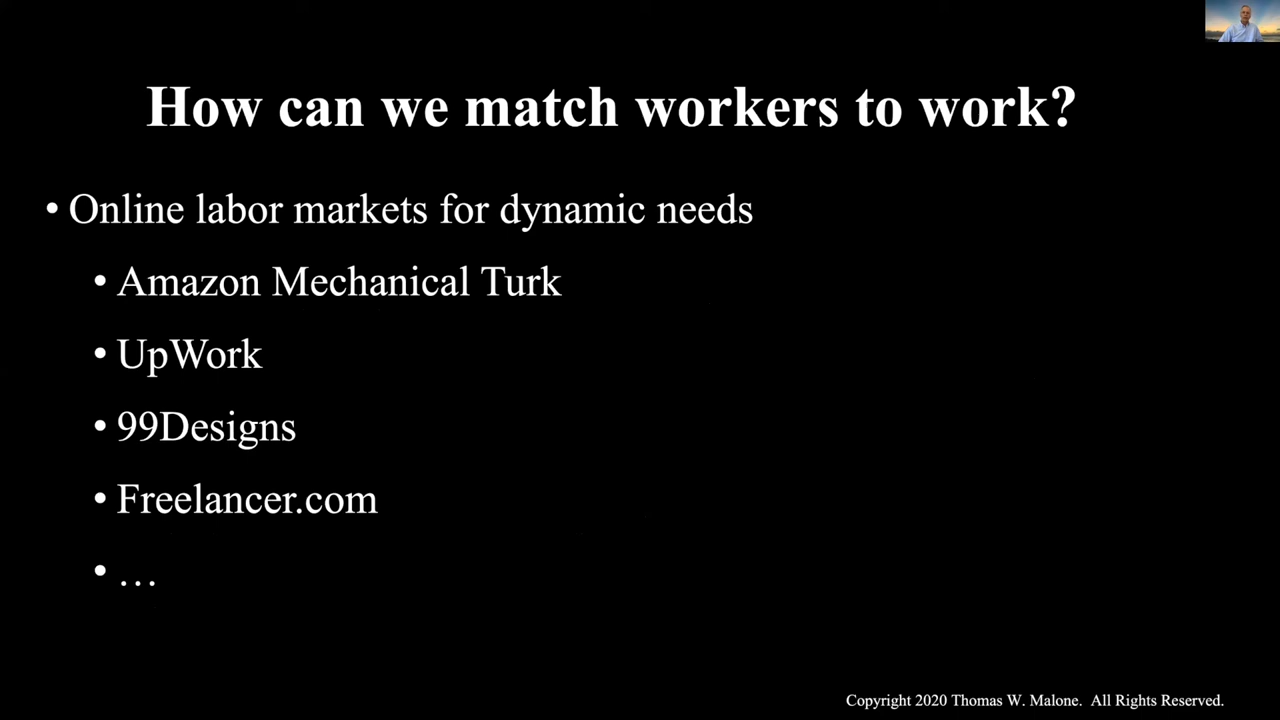 How can we match workers to work?
• Online labor markets for dynamic needs
• Amazon Mechanical Turk
• UpWork
• 99Designs
• Freelancer.com
• …
Copyright 2020 Thomas W. Malone. All Rights Reserved.